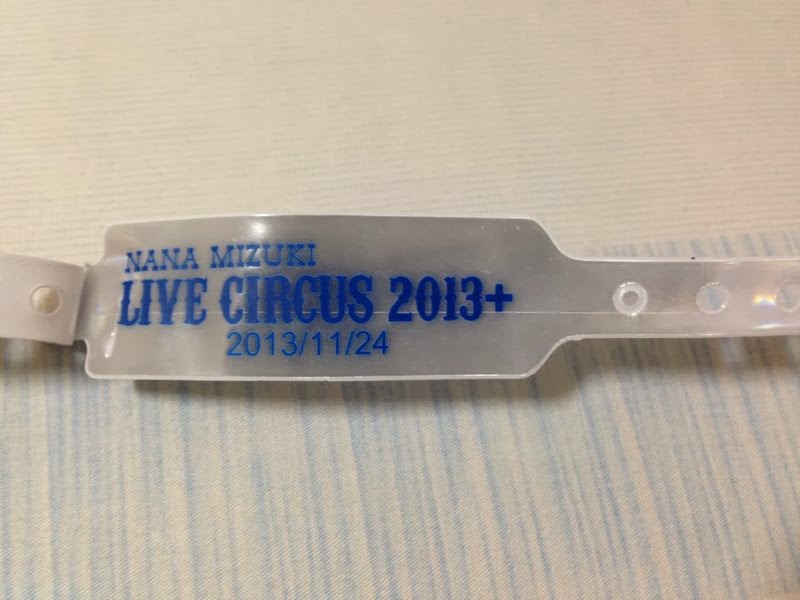 NANA MIZUKI
LIVE CIRCUS 2013+
2013/11/24